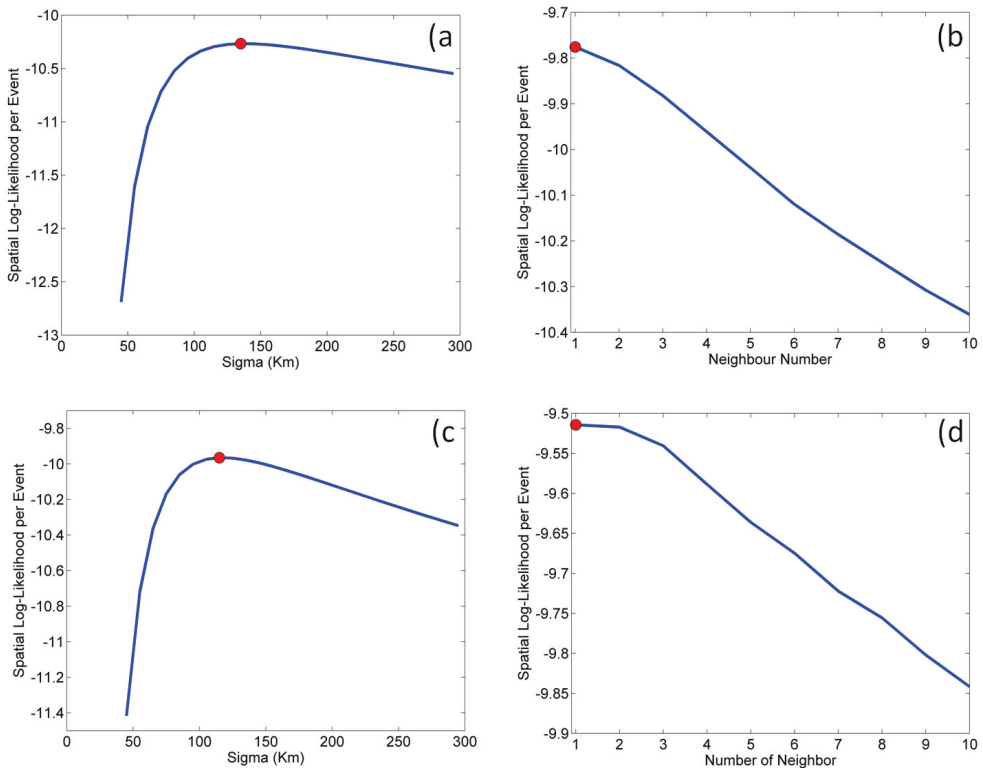 (a
-10
-10.5
-11
-11.5
-12
-12.5
-13
0 50 100 150 200 250 300
Sigma (Km)
Spatial Log-Likelihood per Event
(b
-9.7
-9.8
-9.9
-10
-10.1
-10.2
-10.3
-10.4
1 2 3 4 5 6 7 8 9 10
Neighbour Number
Spatial Log-Likelihood per Event
(c
-9.8
-10
-10.2
-10.4
-10.6
-10.8
-11
-11.2
-11.4
0 50 100 150 200 250 300
Sigma (Km)
Spatial Log-Likelihood per Event
(d
-9.5
-9.55
-9.6
-9.65
-9.7
-9.75
-9.8
-9.85
-9.9
1 2 3 4 5 6 7 8 9 10
Number of Neighbor
Spatial Log-Likelihood per Event